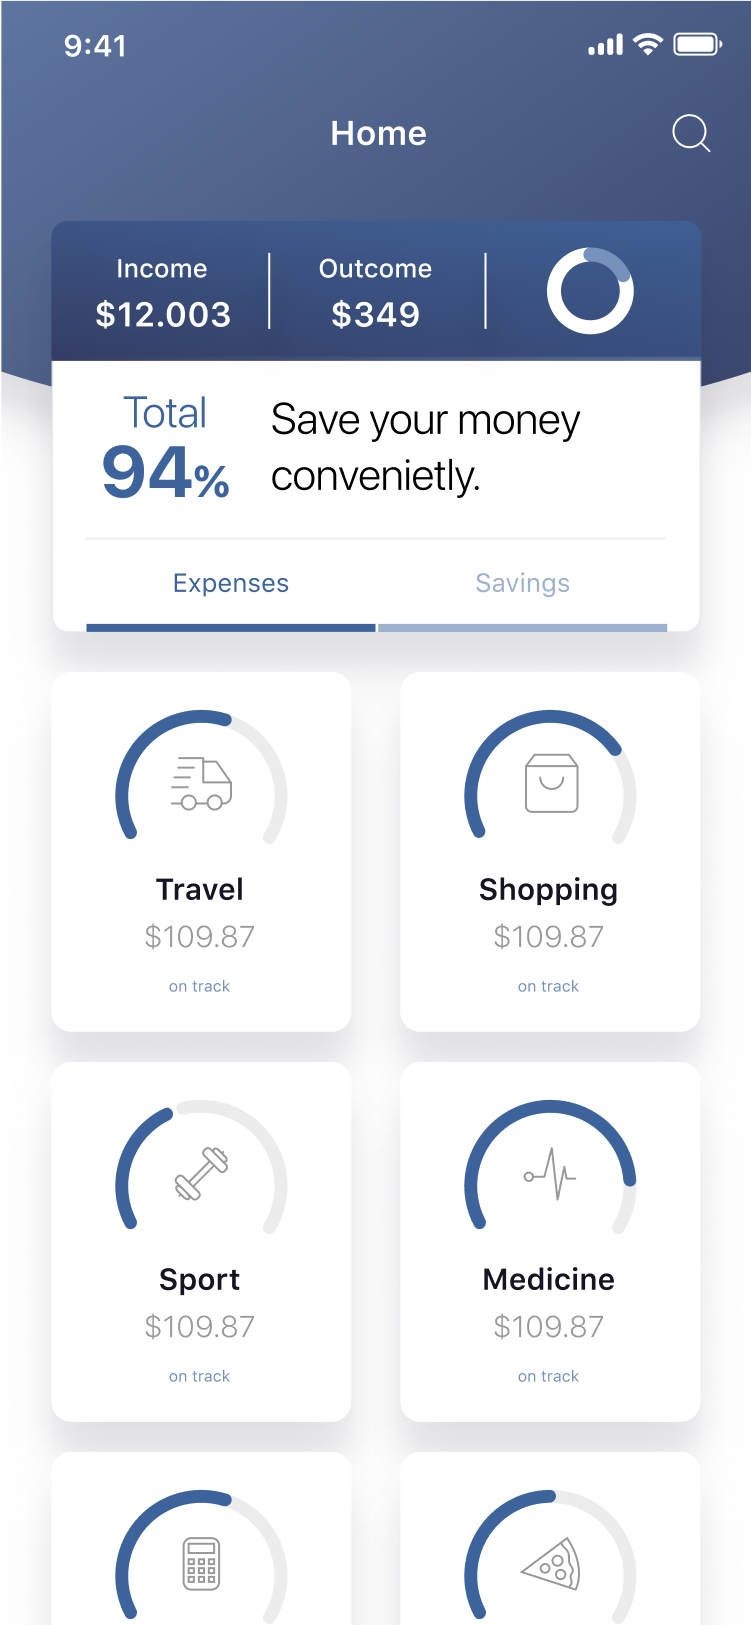 9:41
Home
Income
$12.003
Outcome
$349
Total
94%
Save your money
convenietly.
Expenses
Savings
Travel
$109.87
on track
Shopping
$109.87
on track
Sport
$109.87
on track
Medicine
$109.87
on track